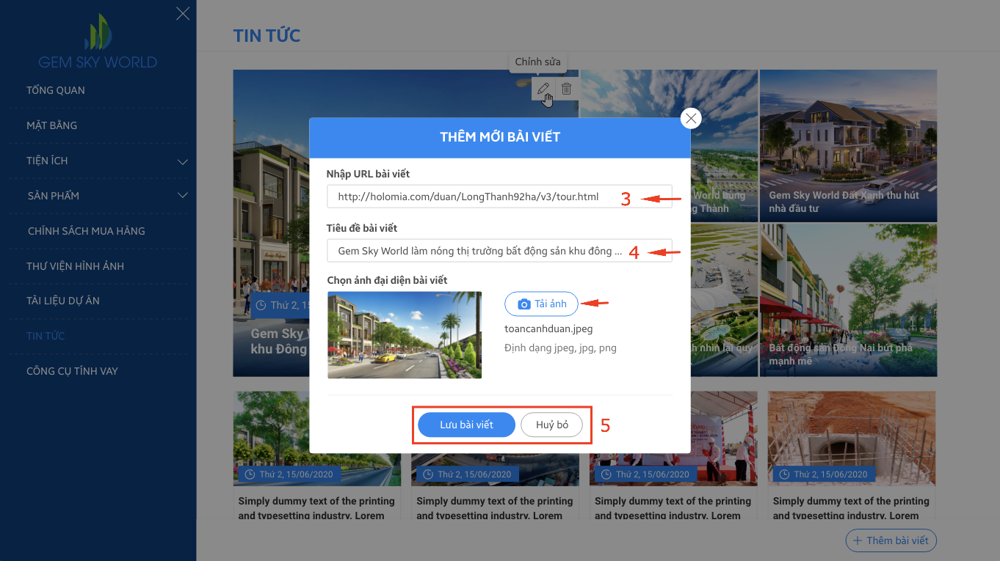 GEM SKY WORLD
TỔNG QUAN
MẶT BẰNG
TIỆN ÍCH
SẢN PHẨM
CHÍNH SÁCH MUA HÀNG
THƯ VIỆN HÌNH ẢNH
TÀI LIỆU DỰ ÁN
TIN TỨC
CÔNG CỤ TÍNH VAY
TIN TỨC
Chỉnh sửa
THÊM MỚI BÀI VIẾT
Nhập URL bài viết
http://holomia.com/duan/LongThanh92ha/v3/tour.html
3
Tiêu đề bài viết
Gem Sky World làm nóng thị trường bất động sản khu đông ...
4
Chọn ảnh đại diện bài viết
Tải ảnh
toancanhduan.jpeg
Định dạng jpeg, jpg, png
Lưu bài viết
Huỷ bỏ
5
Thứ 2, 15
Gem Sky
khu Đông
World bùng
g Thành
Gem Sky World Đất Xanh thu hút
nhà đầu tư
nhìn lại quy
Bất động sản Đồng Nai bứt phá
mạnh mẽ
Thứ 2, 15/06/2020
Simply dummy text of the printing
and typesetting industry. Lorem
Thứ 2, 15/06/2020
Simply dummy text of the printing
and typesetting industry. Lorem
Thứ 2, 15/06/2020
Simply dummy text of the printing
and typesetting industry. Lorem
Thứ 2, 15/06/2020
Simply dummy text of the printing
and typesetting industry. Lorem
Thêm bài viết